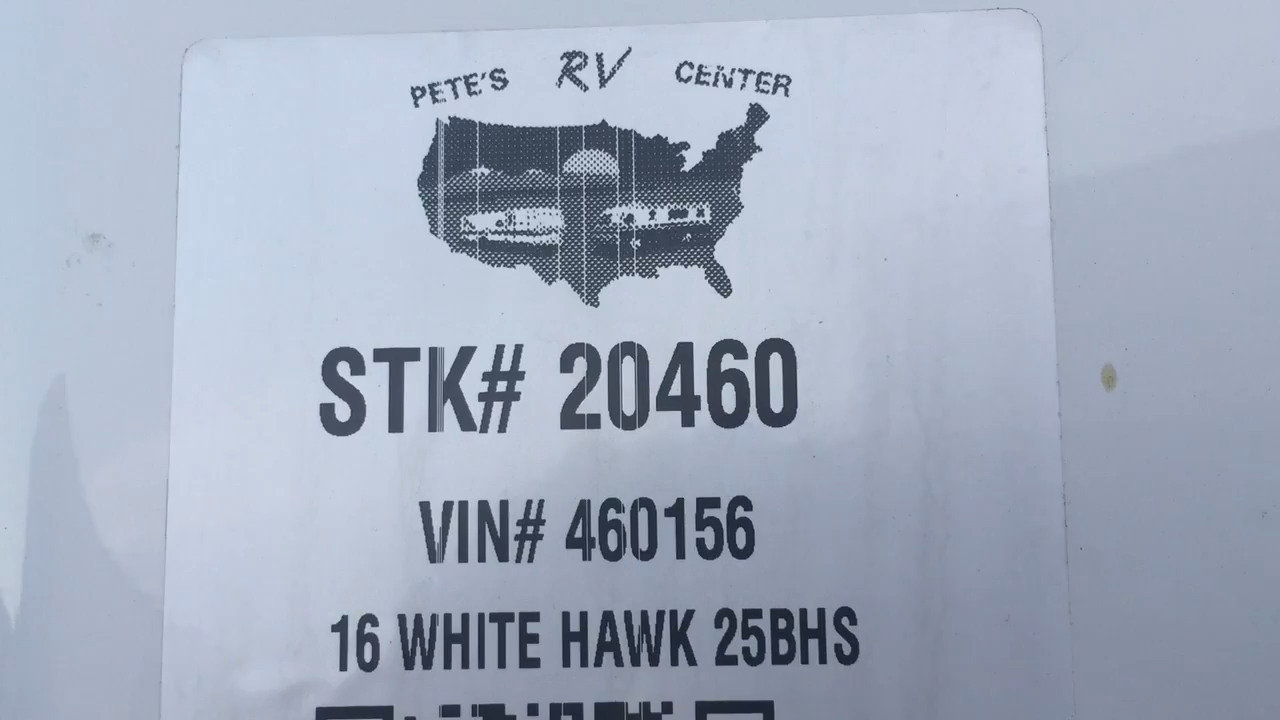 PETE'S RV CENTER
STK# 20460
VIN# 460156
16 WHITE HAWK 25BHS